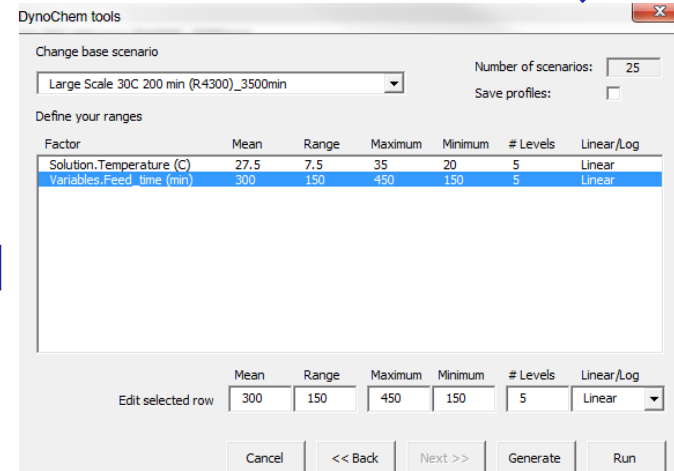 DynoChem tools
Change base scenario
Large Scale 30C 200 min (R4300)_3500min
Number of scenarios: 25
Save profiles:
Define your ranges
Factor Mean Range Maximum Minimum # Levels Linear/Log
Solution.Temperature (C) 27.5 7.5 35 20 5 Linear
Variables.Feed_time (min) 300 150 450 150 5 Linear
Mean Range Maximum Minimum # Levels Linear/Log
Edit selected row 300 150 450 150 5 Linear
Cancel << Back Next >> Generate Run